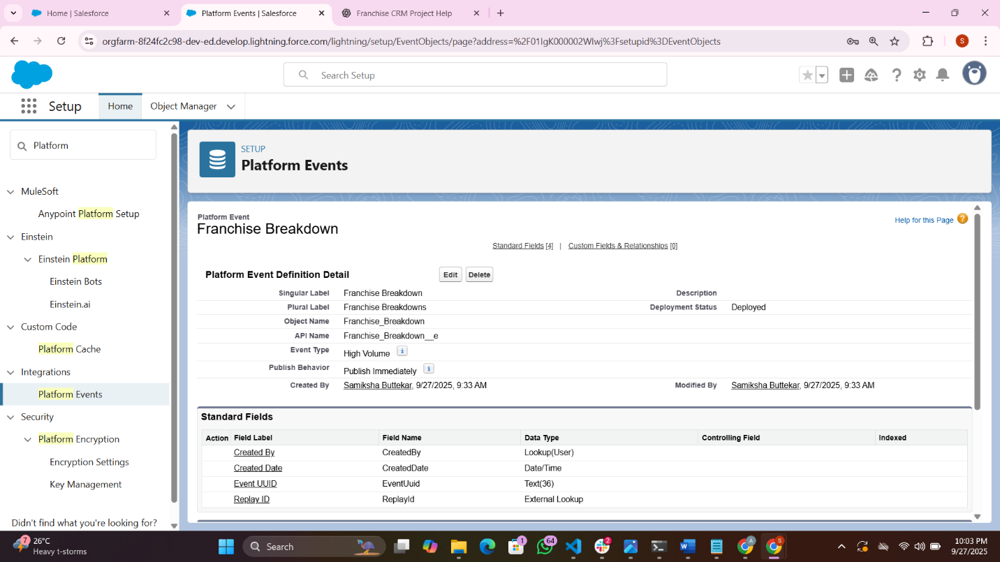 Home | Salesforce
Platform Events | Salesforce
Franchise CRM Project Help
orgfarm-8f24fc2c98-dev-ed.develop.lightning.force.com/lightning/setup/EventObjects/page?address=%2F01IgK000002Wlwj%3Fsetupid%3DEventObjects
S
Search Setup
Setup
Home
Object Manager
Platform
MuleSoft
Anypoint Platform Setup
Einstein
Einstein Platform
Einstein Bots
Einstein.ai
Custom Code
Platform Cache
Integrations
Platform Events
Security
Platform Encryption
Encryption Settings
Key Management
Didn't find what you're looking for?
SETUP
Platform Events
Platform Event
Franchise Breakdown
Help for this Page
Standard Fields [4] | Custom Fields & Relationships [0]
Platform Event Definition Detail Edit Delete
Singular Label Franchise Breakdown Description
Plural Label Franchise Breakdowns Deployment Status Deployed
Object Name Franchise_Breakdown
API Name Franchise_Breakdown__e
Event Type High Volume i
Publish Behavior Publish Immediately i
Created By Samiksha Buttekar, 9/27/2025, 9:33 AM Modified By Samiksha Buttekar, 9/27/2025, 9:33 AM
Standard Fields
Action Field Label Field Name Data Type Controlling Field Indexed
Created By CreatedBy Lookup(User)
Created Date CreatedDate Date/Time
Event UUID EventUuid Text(36)
Replay ID ReplayId External Lookup
7
26°C
Heavy t-storms
Search
1
64
2
A
S
10:03 PM
9/27/2025